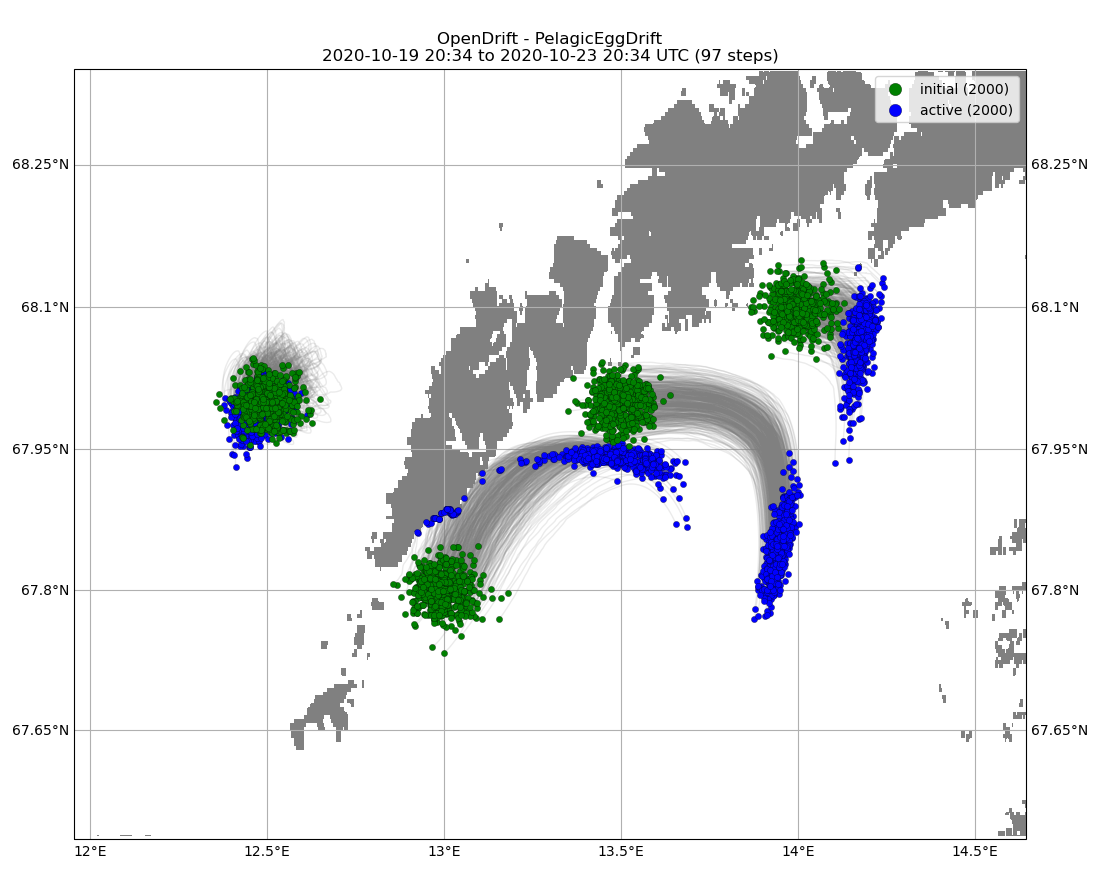 OpenDrift - PelagicEggDrift
2020-10-19 20:34 to 2020-10-23 20:34 UTC (97 steps)
initial (2000)
active (2000)
68.25°N
68.25°N
68.1°N
68.1°N
67.95°N
67.95°N
67.8°N
67.8°N
67.65°N
67.65°N
12°E
12.5°E
13°E
13.5°E
14°E
14.5°E